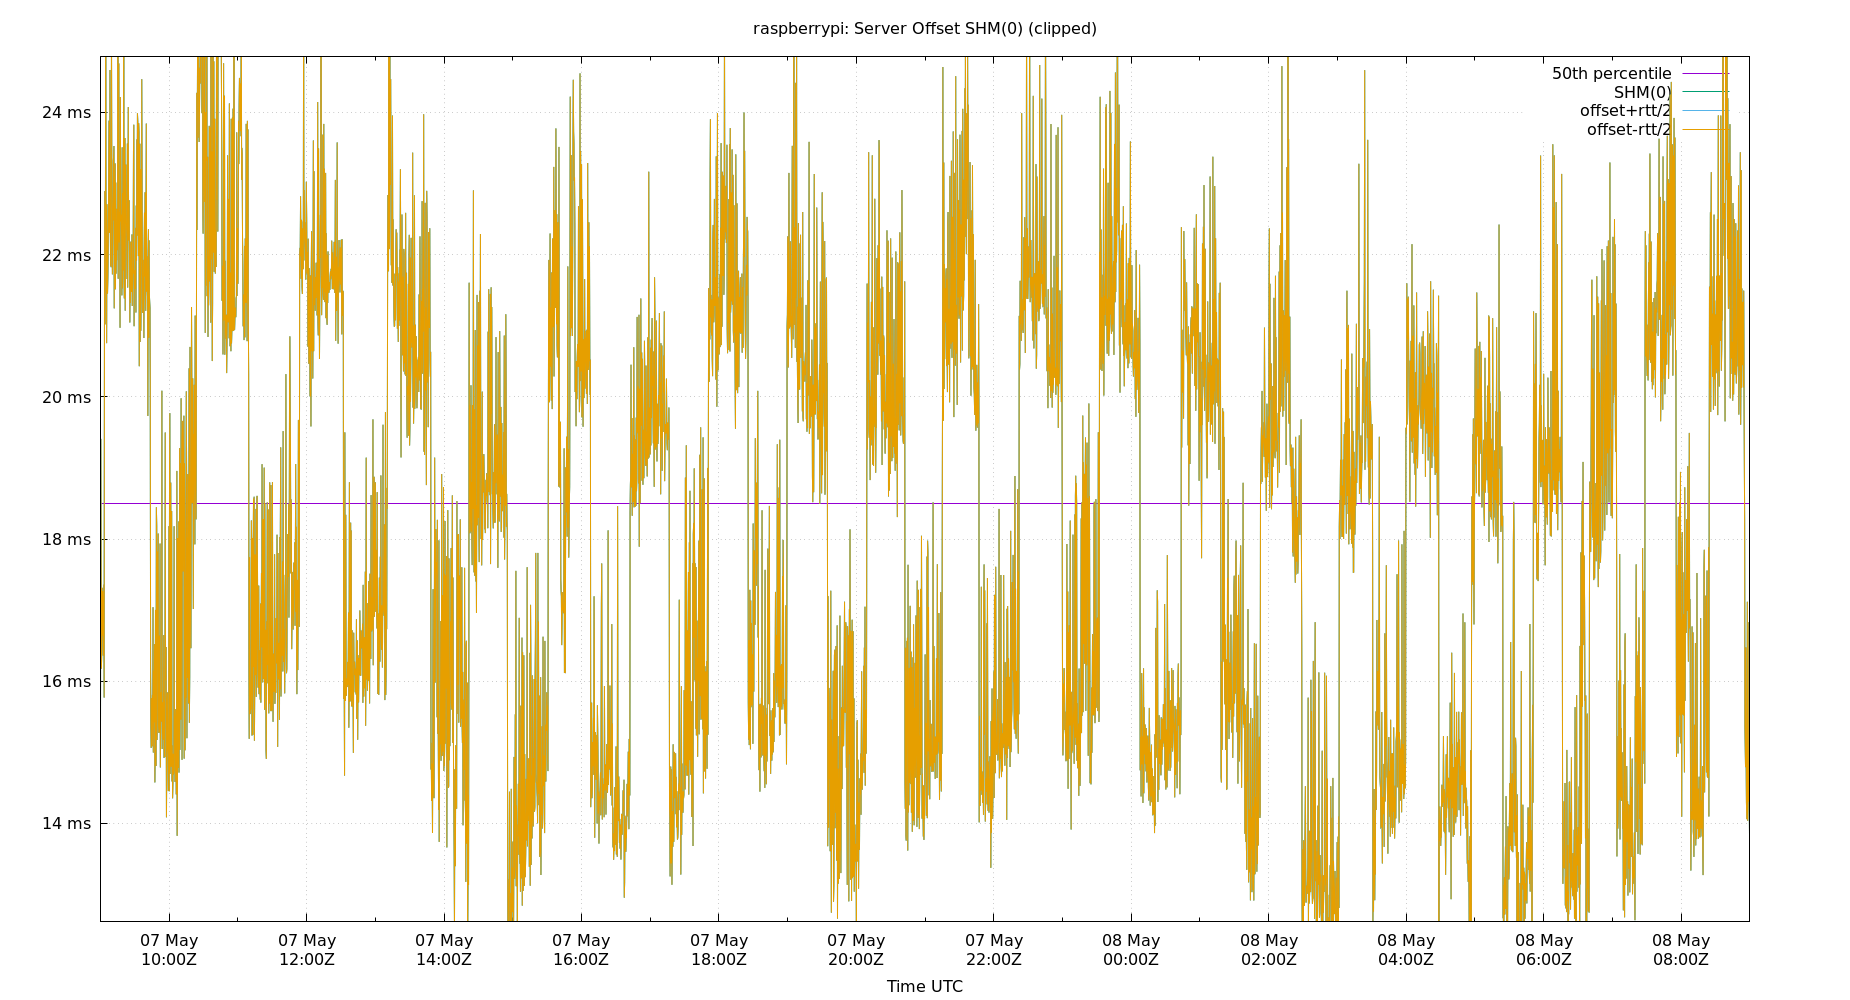 raspberrypi: Server Offset SHM(0) (clipped)
50th percentile
SHM(0)
offset+rtt/2
offset-rtt/2
24 ms
22 ms
20 ms
18 ms
16 ms
14 ms
07 May 07 May 07 May 07 May 07 May 07 May 07 May 08 May 08 May 08 May 08 May 08 May
10:00Z 12:00Z 14:00Z 16:00Z 18:00Z 20:00Z 22:00Z 00:00Z 02:00Z 04:00Z 06:00Z 08:00Z
Time UTC